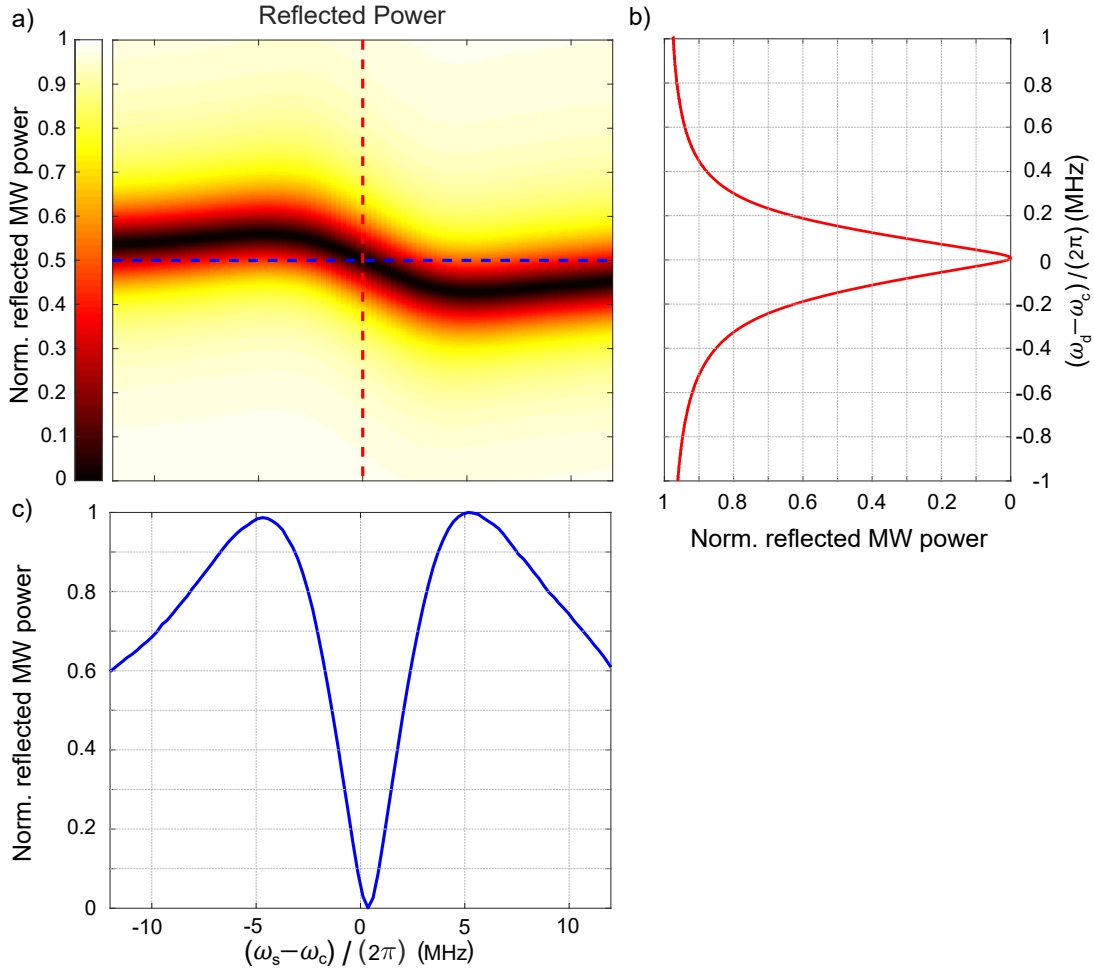 a)
Reflected Power
Norm. reflected MW power
1
0.9
0.8
0.7
0.6
0.5
0.4
0.3
0.2
0.1
0
b)
1
0.8
0.6
0.4
0.2
0
-0.2
-0.4
-0.6
-0.8
-1
(ω_d−ω_c) / (2π) (MHz)
1 0.8 0.6 0.4 0.2 0
Norm. reflected MW power
c)
Norm. reflected MW power
1
0.8
0.6
0.4
0.2
0
-10 -5 0 5 10
(ω_s−ω_c) / (2π) (MHz)